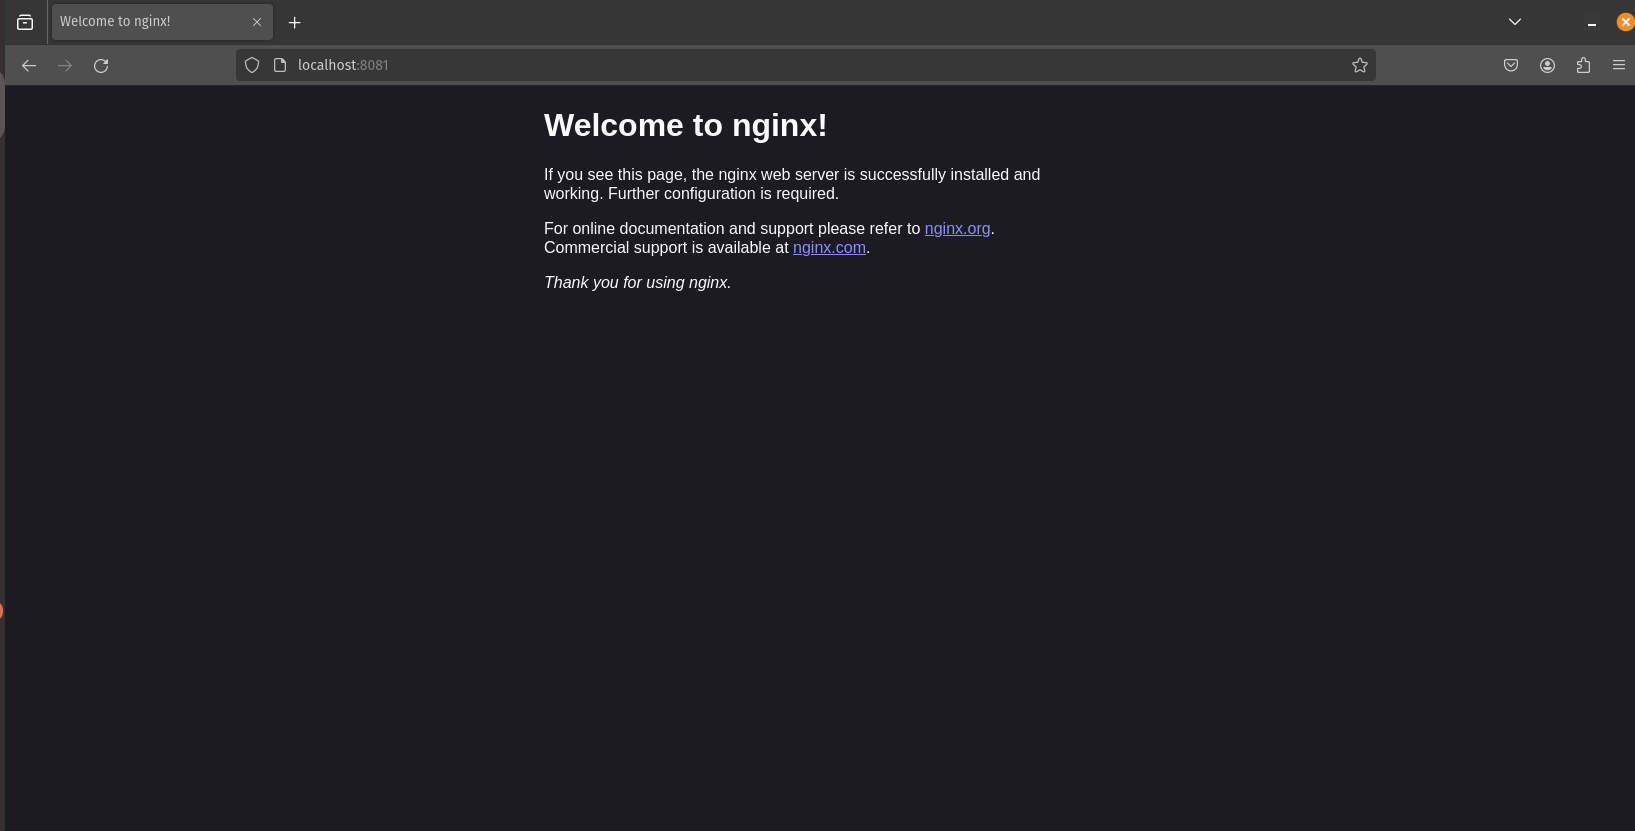 Welcome to nginx!
localhost:8081
Welcome to nginx!
If you see this page, the nginx web server is successfully installed and
working. Further configuration is required.
For online documentation and support please refer to nginx.org.
Commercial support is available at nginx.com.
Thank you for using nginx.